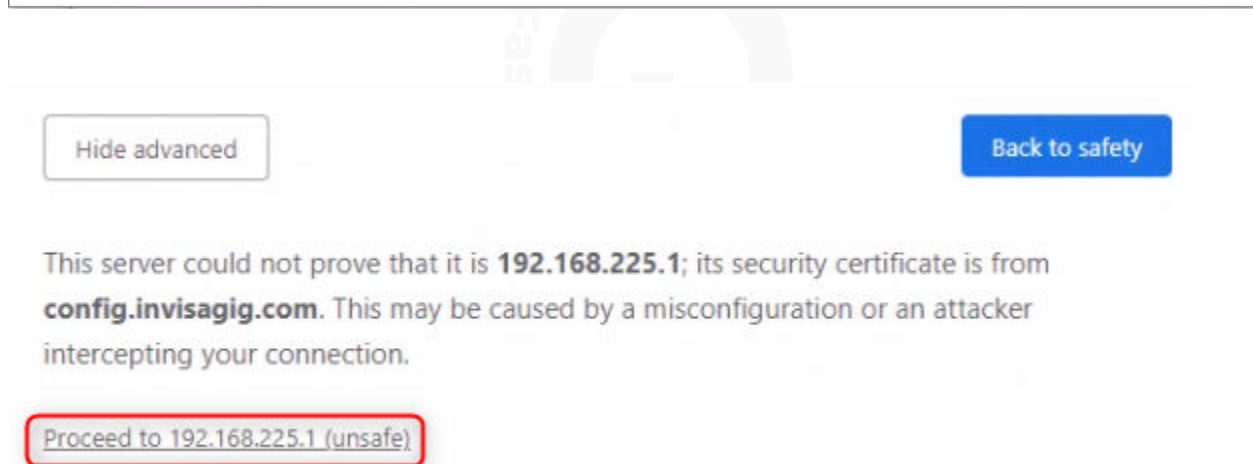 Fas
Hide advanced
Back to safety
This server could not prove that it is 192.168.225.1; its security certificate is from
config.invisagig.com. This may be caused by a misconfiguration or an attacker
intercepting your connection.
Proceed to 192.168.225.1 (unsafe)